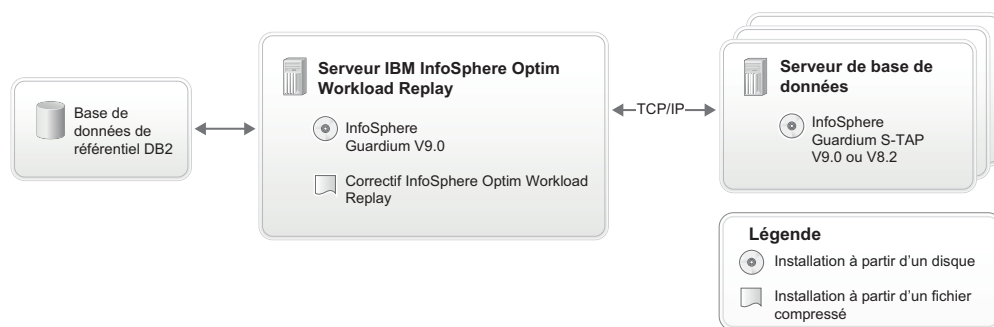 Base de
données de
référentiel DB2
Serveur IBM InfoSphere Optim
Workload Replay
InfoSphere
Guardium V9.0
Correctif InfoSphere Optim Workload
Replay
TCP/IP
Serveur de base de
données
InfoSphere
Guardium S-TAP
V9.0 ou V8.2
Légende
Installation à partir d'un disque
Installation à partir d'un fichier
compressé